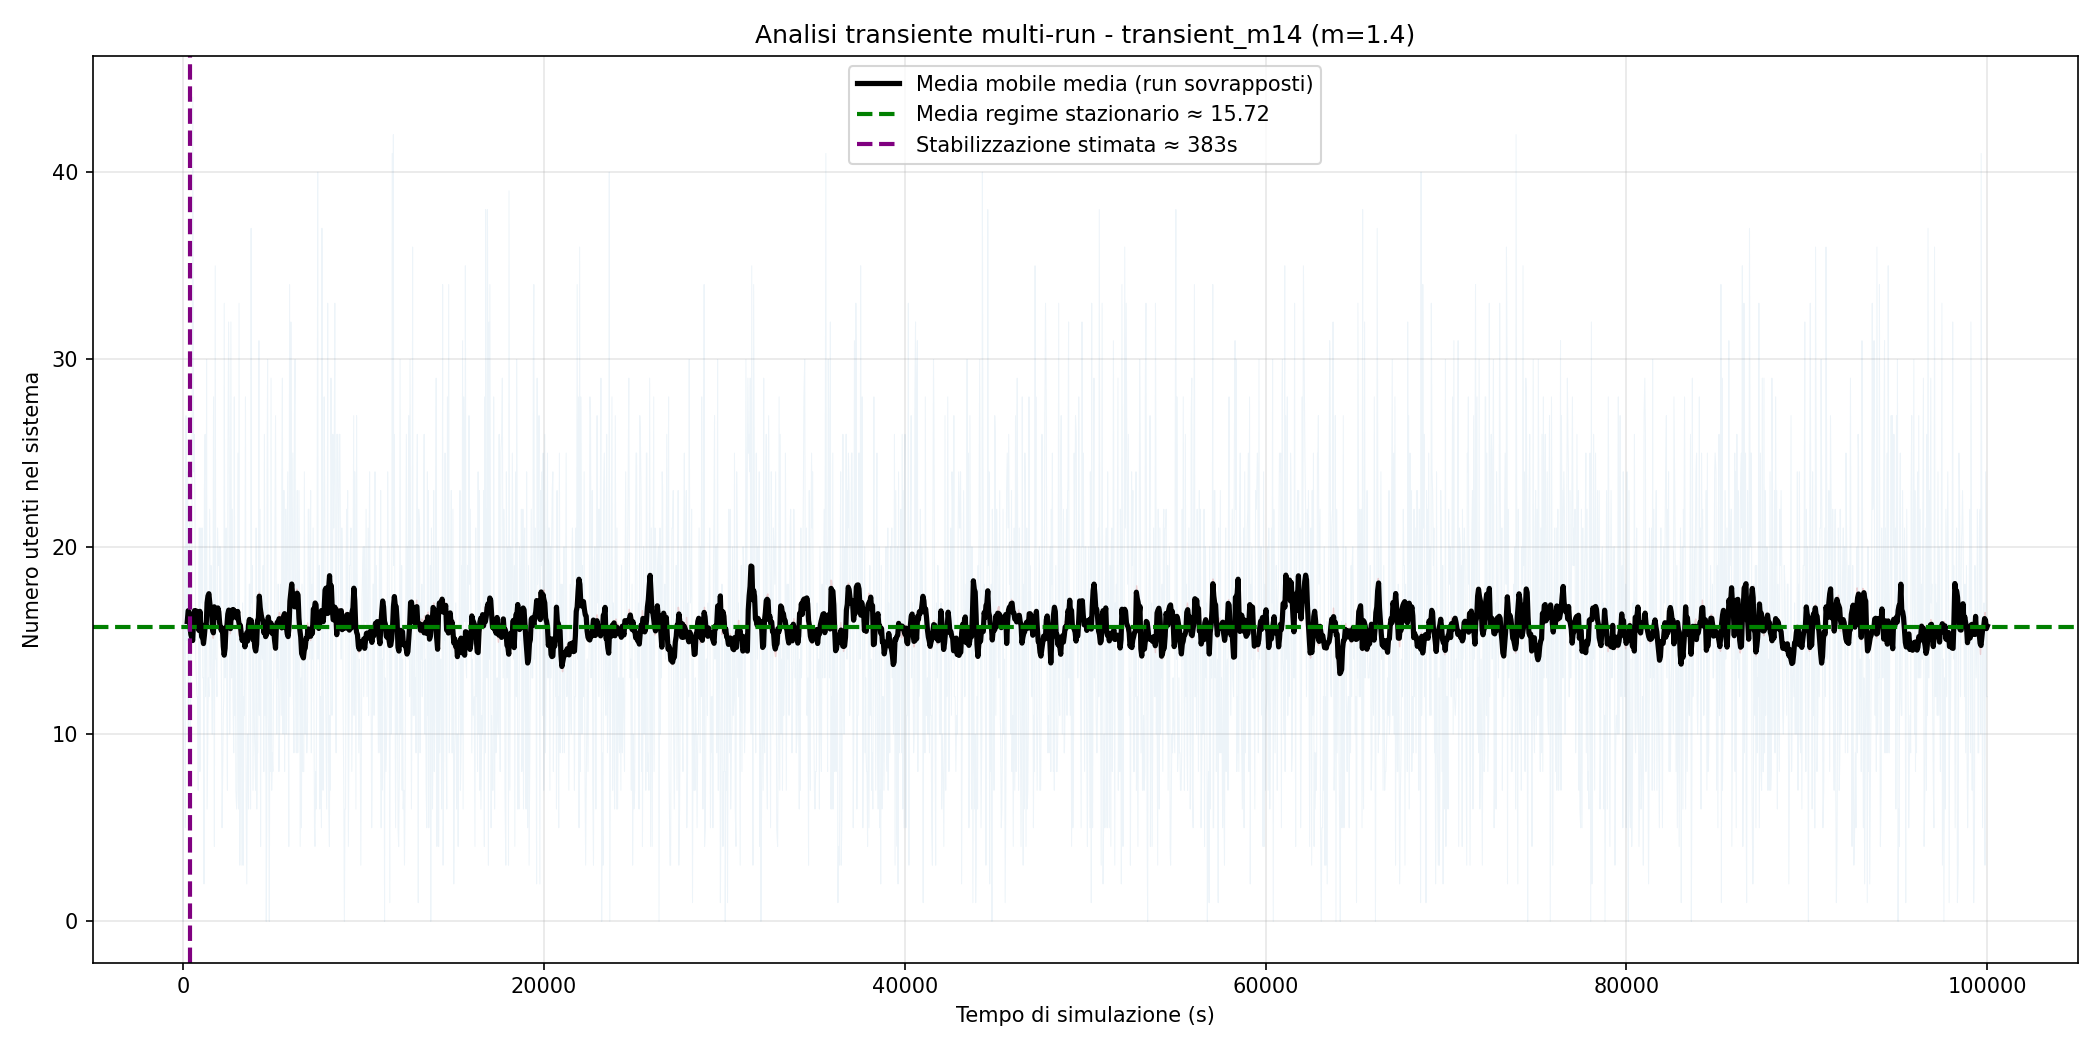 Analisi transiente multi-run - transient_m14 (m=1.4)
Media mobile media (run sovrapposti)
Media regime stazionario ≈ 15.72
Stabilizzazione stimata ≈ 383s
Numero utenti nel sistema
40
30
20
10
0
0 20000 40000 60000 80000 100000
Tempo di simulazione (s)